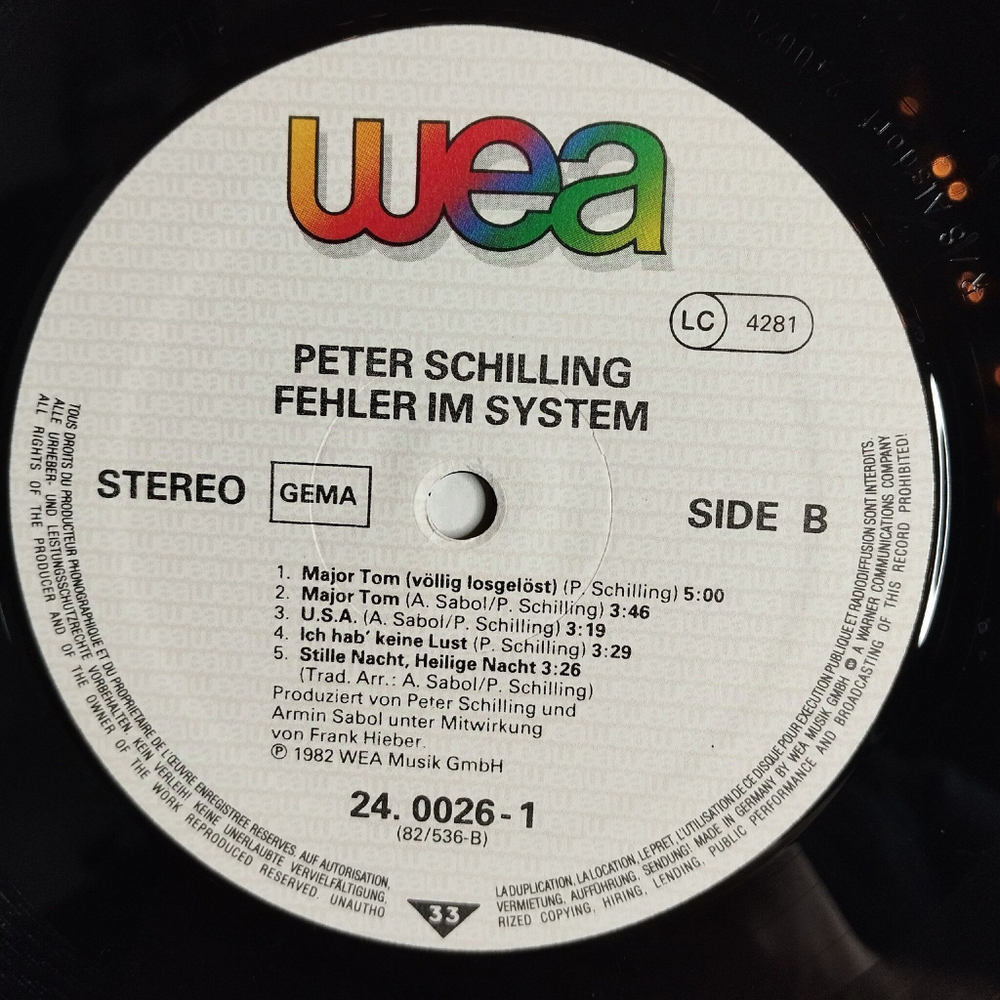 wea
LC 4281
PETER SCHILLING
FEHLER IM SYSTEM
STEREO GEMA SIDE B
1. Major Tom (völlig losgelöst) (P. Schilling) 5:00
2. Major Tom (A. Sabol/P. Schilling) 3:46
3. U.S.A. (A. Sabol/P. Schilling) 3:19
4. Ich hab' keine Lust (P. Schilling) 3:29
5. Stille Nacht, Heilige Nacht 3:26
(Trad. Arr.: A. Sabol/P. Schilling)
Produziert von Peter Schilling und
Armin Sabol unter Mitwirkung
von Frank Hieber.
℗ 1982 WEA Musik GmbH
24. 0026-1
(82/536-B)
33
TOUS DROITS DU PRODUCTEUR PHONOGRAPHIQUE ET DU PROPRIETAIRE DE L'ŒUVRE ENREGISTREE RESERVES. AUF AUTORISATION,
ALLE URHEBER- UND LEISTUNGSSCHUTZRECHTE VORBEHALTEN. KEIN VERLEIH! KEINE UNERLAUBTE VERVIELFÄLTIGUNG,
ALL RIGHTS OF THE PRODUCER AND OF THE OWNER OF THE WORK REPRODUCED RESERVED. UNAUTHO
LA DUPLICATION, LA LOCATION, LE PRET, L'UTILISATION DE CE DISQUE POUR EXECUTION PUBLIQUE ET RADIODIFFUSION SONT INTERDITS.
VERMIETUNG, AUFFÜHRUNG, SENDUNG! MADE IN GERMANY BY WEA MUSIK GMBH A WARNER COMMUNICATIONS COMPANY
RIZED COPYING, HIRING, LENDING, PUBLIC PERFORMANCE AND BROADCASTING OF THIS RECORD PROHIBITED!